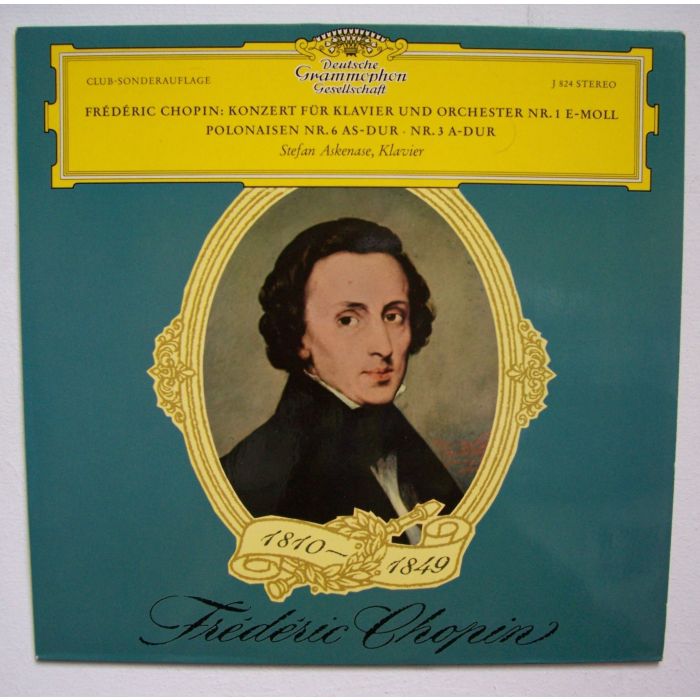 Deutsche
Grammophon
Gesellschaft
CLUB-SONDERAUFLAGE
J 824 STEREO
FRÉDÉRIC CHOPIN: KONZERT FÜR KLAVIER UND ORCHESTER NR. 1 E-MOLL
POLONAISEN NR. 6 AS-DUR · NR. 3 A-DUR
Stefan Askenase, Klavier
1810–
1849
Frédéric Chopin